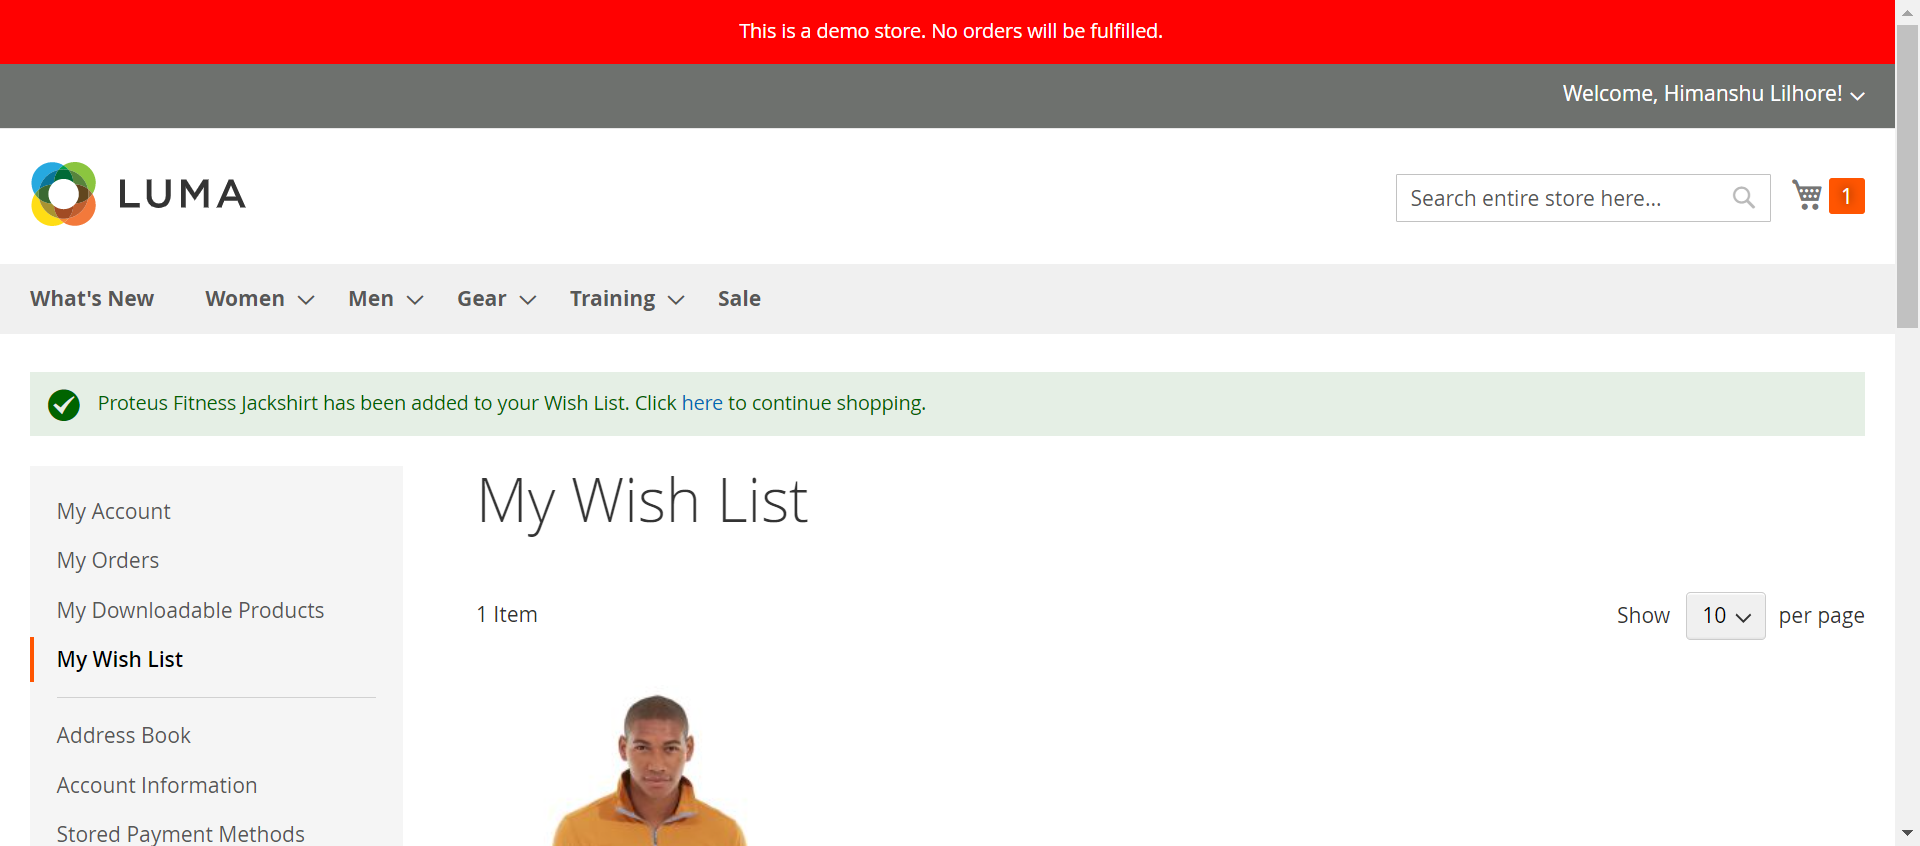 This is a demo store. No orders will be fulfilled.
Welcome, Himanshu Lilhore!
LUMA
Search entire store here...
1
What's New Women Men Gear Training Sale
Proteus Fitness Jackshirt has been added to your Wish List. Click here to continue shopping.
My Account
My Orders
My Downloadable Products
My Wish List
Address Book
Account Information
Stored Payment Methods
My Wish List
1 Item
Show 10 per page